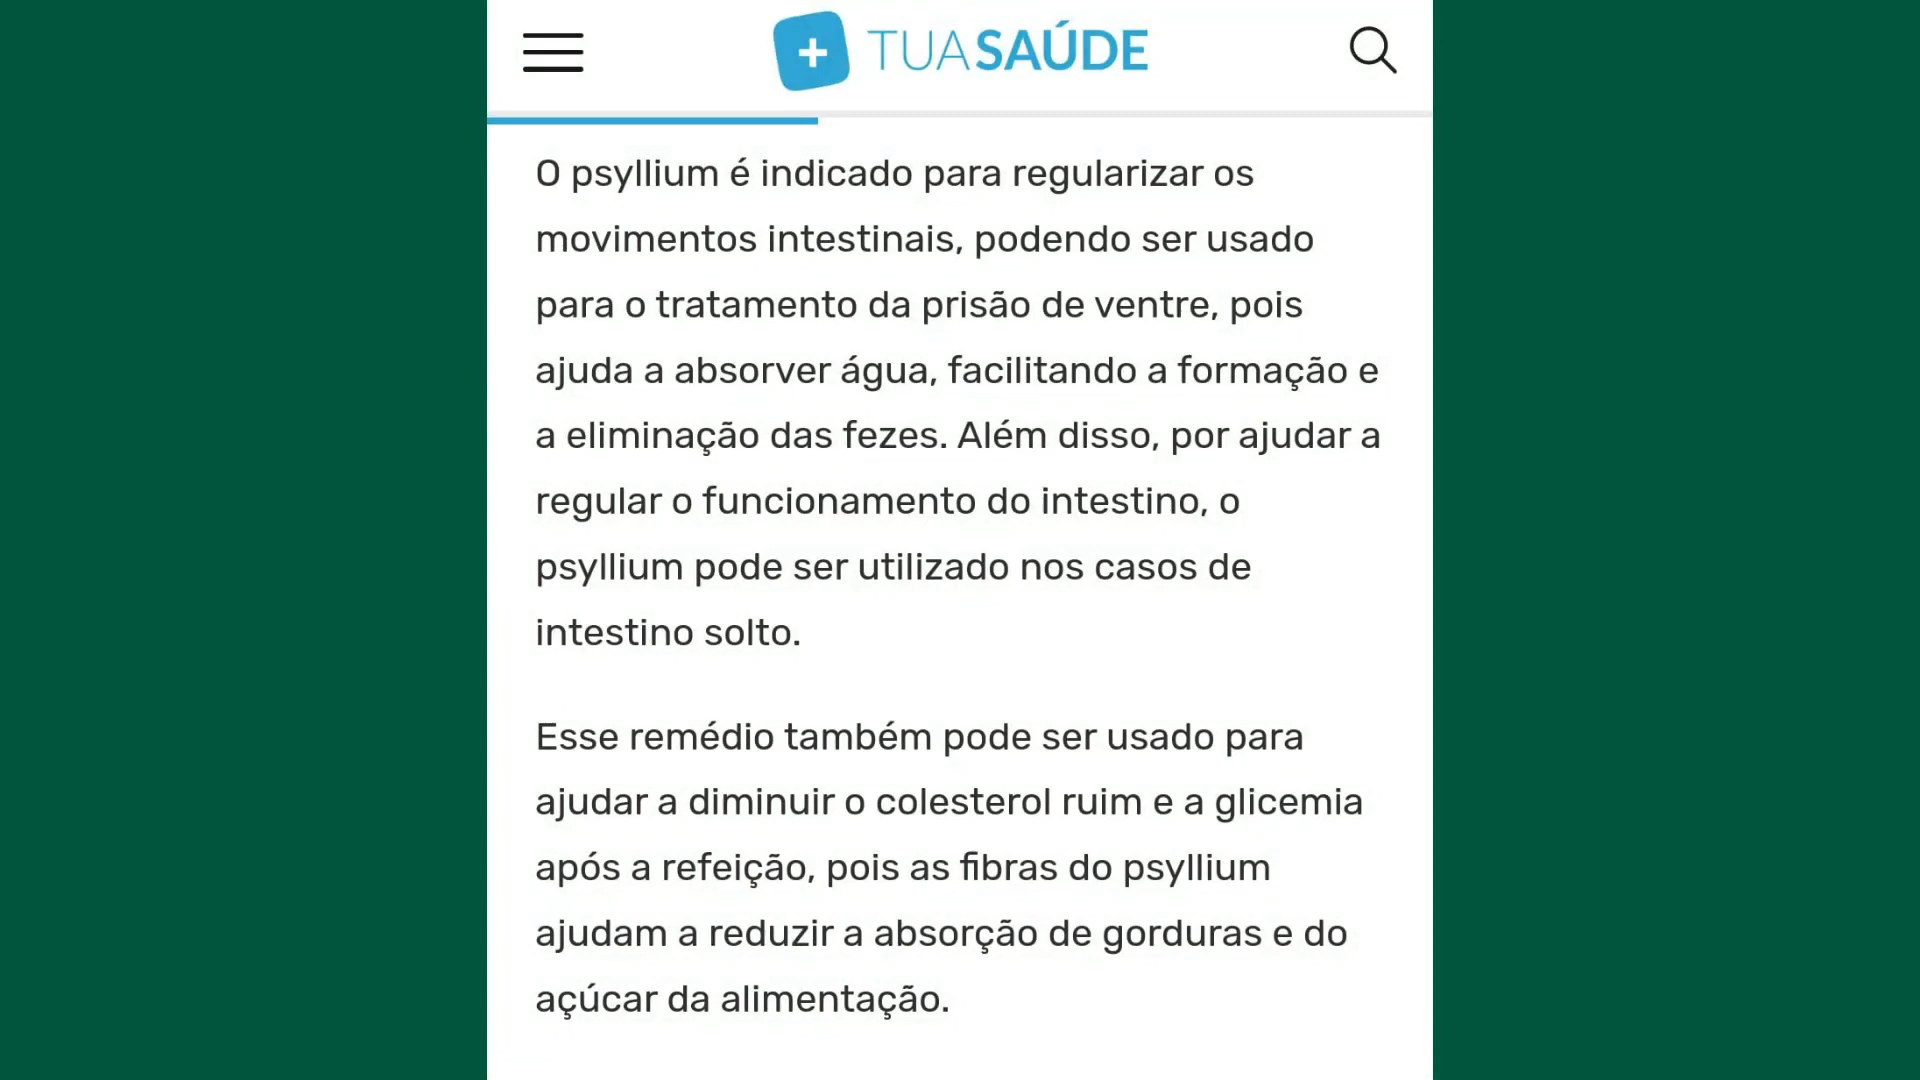 TUASAÚDE
O psyllium é indicado para regularizar os
movimentos intestinais, podendo ser usado
para o tratamento da prisão de ventre, pois
ajuda a absorver água, facilitando a formação e
a eliminação das fezes. Além disso, por ajudar a
regular o funcionamento do intestino, o
psyllium pode ser utilizado nos casos de
intestino solto.
Esse remédio também pode ser usado para
ajudar a diminuir o colesterol ruim e a glicemia
após a refeição, pois as fibras do psyllium
ajudam a reduzir a absorção de gorduras e do
açúcar da alimentação.